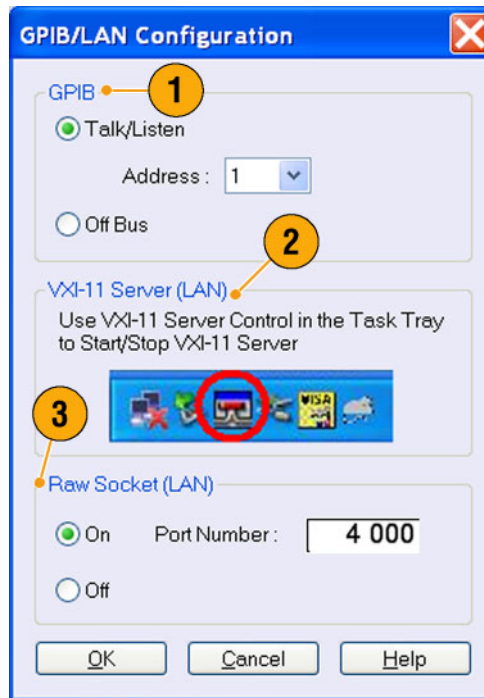 GPIB/LAN Configuration
GPIB
1
Talk/Listen
Address : 1
Off Bus
2
VXI-11 Server (LAN)
Use VXI-11 Server Control in the Task Tray
to Start/Stop VXI-11 Server
VISA
3
Raw Socket (LAN)
On Port Number : 4 000
Off
OK Cancel Help